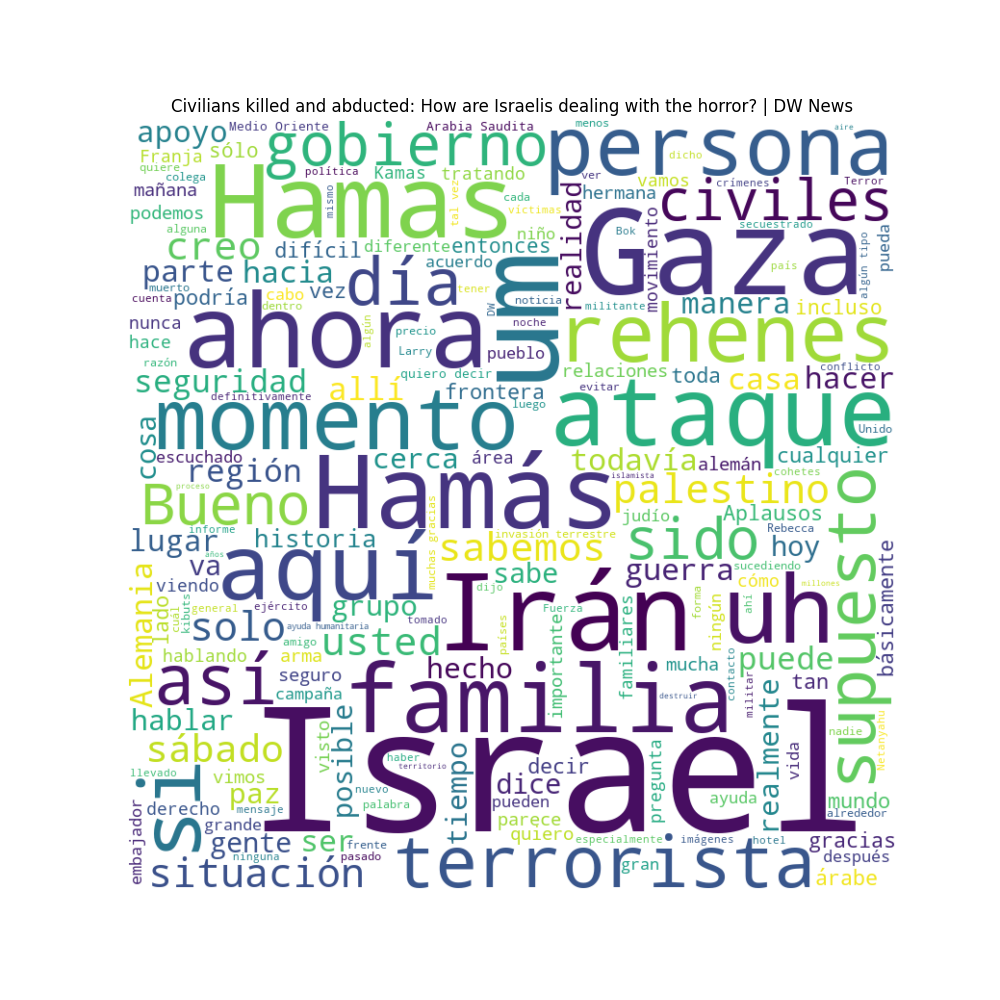 Civilians killed and abducted: How are Israelis dealing with the horror? | DW News
apoyo
Medio Oriente
gobierno
Arabia Saudita
persona
menos
aire
Franja
sólo
política
Kamas
tratando
dicho
quiere
colega
Hamas
cada
ver
vamos
crímenes
Terror
mañana
mismo
tal vez
hermana
civiles
podemos
alguna
víctimas
niño
realidad
Gaza
Bok
secuestrado
creo
difícil
diferente
entonces
movimiento
país
algún tipo
pueda
parte
hacia
día
acuerdo
um
muerto
cuenta
podría
cabo
dentro
vez
tener
DW
noticia
militante
manera
incluso
nunca
ahora
algún
precio
noche
rehenes
hace
Larry
pueblo
razón
quiero decir
relaciones
toda
casa
conflicto
hacer
seguridad
definitivamente
allí
frontera
evitar
momento
luego
ataque
Unido
cosa
escuchado
región
cerca
área
todavía
alemán
cualquier
proceso
Hamás
islamista
cohetes
Bueno
palestino
supuesto
informe
muchas gracias
judío
Aplausos
lugar
historia
invasión terrestre
sabemos
sido
Rebecca
hoy
años
va
aquí
sabe
guerra
sucediendo
cómo
millones
básicamente
Alemania
viendo
dijo
lado
cuál
kibuts
general
ejército
grupo
tomado
Irán
Fuerza
forma
ahí
uh
solo
ayuda humanitaria
usted
países
importante
familiares
ningún
hablando
amigo
arma
hecho
mucha
contacto
puede
así
seguro
campaña
familia
destruir
militar
tan
hablar
visto
posible
Israel
nadie
Netanyahu
sábado
haber
territorio
tiempo
decir
pregunta
realmente
vida
llevado
si
vimos
paz
nuevo
dice
ayuda
mundo
embajador
derecho
mensaje
palabra
pueden
alrededor
grande
parece
gente
ser
frente
quiero
especialmente
imágenes
hotel
gracias
ninguna
pasado
gran
después
situación
terrorista
árabe